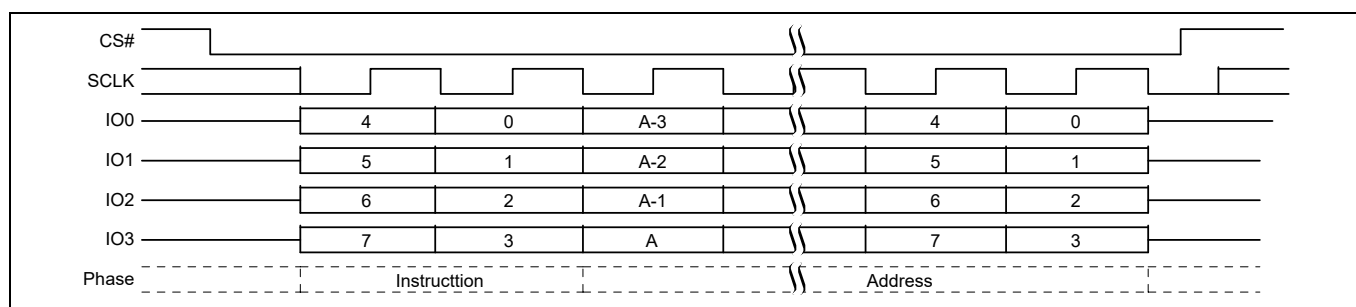 CS#
SCLK
IO0 4 0 A-3 4 0
IO1 5 1 A-2 5 1
IO2 6 2 A-1 6 2
IO3 7 3 A 7 3
Phase Instructtion Address